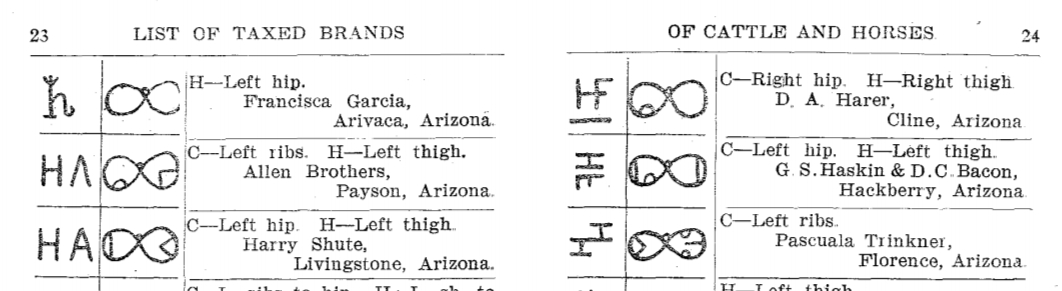 23 LIST OF TAXED BRANDS
H—Left hip.
Francisca Garcia,
Arivaca, Arizona.
HΛ C—Left ribs. H—Left thigh.
Allen Brothers,
Payson, Arizona.
HA C—Left hip. H—Left thigh.
Harry Shute,
Livingstone, Arizona.
OF CATTLE AND HORSES 24
C—Right hip. H—Right thigh
D. A. Harer,
Cline, Arizona
C—Left hip. H—Left thigh.
G. S. Haskin & D. C. Bacon,
Hackberry, Arizona
C—Left ribs.
Pascuala Trinkner,
Florence, Arizona.
H—Left thigh